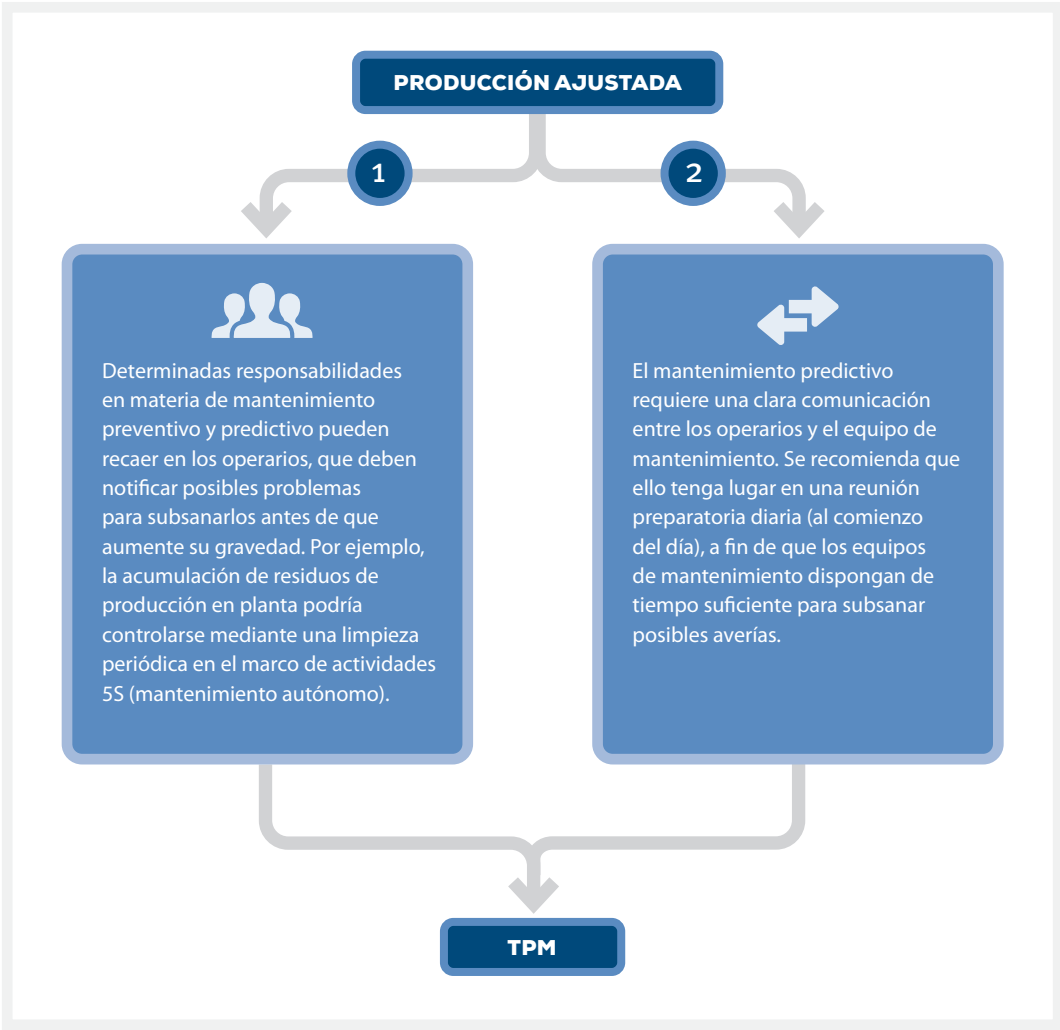 PRODUCCIÓN AJUSTADA
1
2
Determinadas responsabilidades
en materia de mantenimiento
preventivo y predictivo pueden
recaer en los operarios, que deben
notificar posibles problemas
para subsanarlos antes de que
aumente su gravedad. Por ejemplo,
la acumulación de residuos de
producción en planta podría
controlarse mediante una limpieza
periódica en el marco de actividades
5S (mantenimiento autónomo).
El mantenimiento predictivo
requiere una clara comunicación
entre los operarios y el equipo de
mantenimiento. Se recomienda que
ello tenga lugar en una reunión
preparatoria diaria (al comienzo
del día), a fin de que los equipos
de mantenimiento dispongan de
tiempo suficiente para subsanar
posibles averías.
TPM